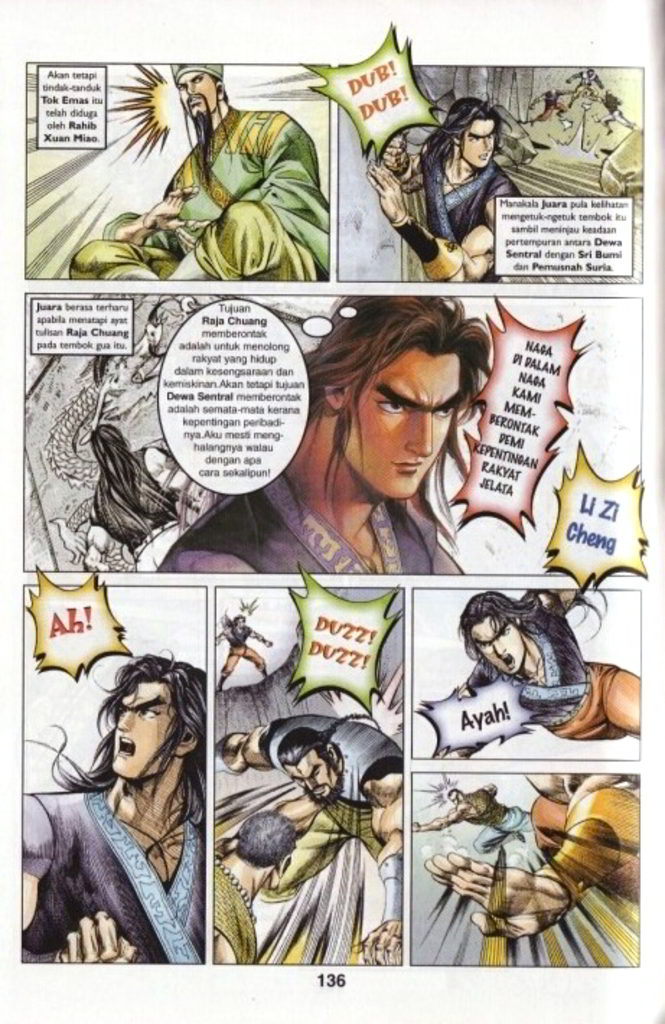 Akan tetapi
tindak-tanduk
Tok Emas itu
telah diduga
oleh Rahib
Xuan Miao.
DUB!
DUB!
Manakala Juara pula kelihatan
mengetuk-ngetuk tembok itu
sambil meninjau keadaan
pertempuran antara Dewa
Sentral dengan Sri Bumi
dan Pemusnah Suria.
Juara berasa terharu
apabila menatapi ayat
tulisan Raja Chuang
pada tembok gua itu.
Tujuan
Raja Chuang
memberontak
adalah untuk menolong
rakyat yang hidup
dalam kesengsaraan dan
kemiskinan.Akan tetapi tujuan
Dewa Sentral memberontak
adalah semata-mata kerana
kepentingan peribadi-
nya.Aku mesti meng-
halangnya walau
dengan apa
cara sekalipun!
NAGA
DI DALAM
NAGA
KAMI
MEM-
BERONTAK
DEMI
KEPENTINGAN
RAKYAT
JELATA
Li Zi
Cheng
Ah!
DUZZ!
DUZZ!
Ayah!
136